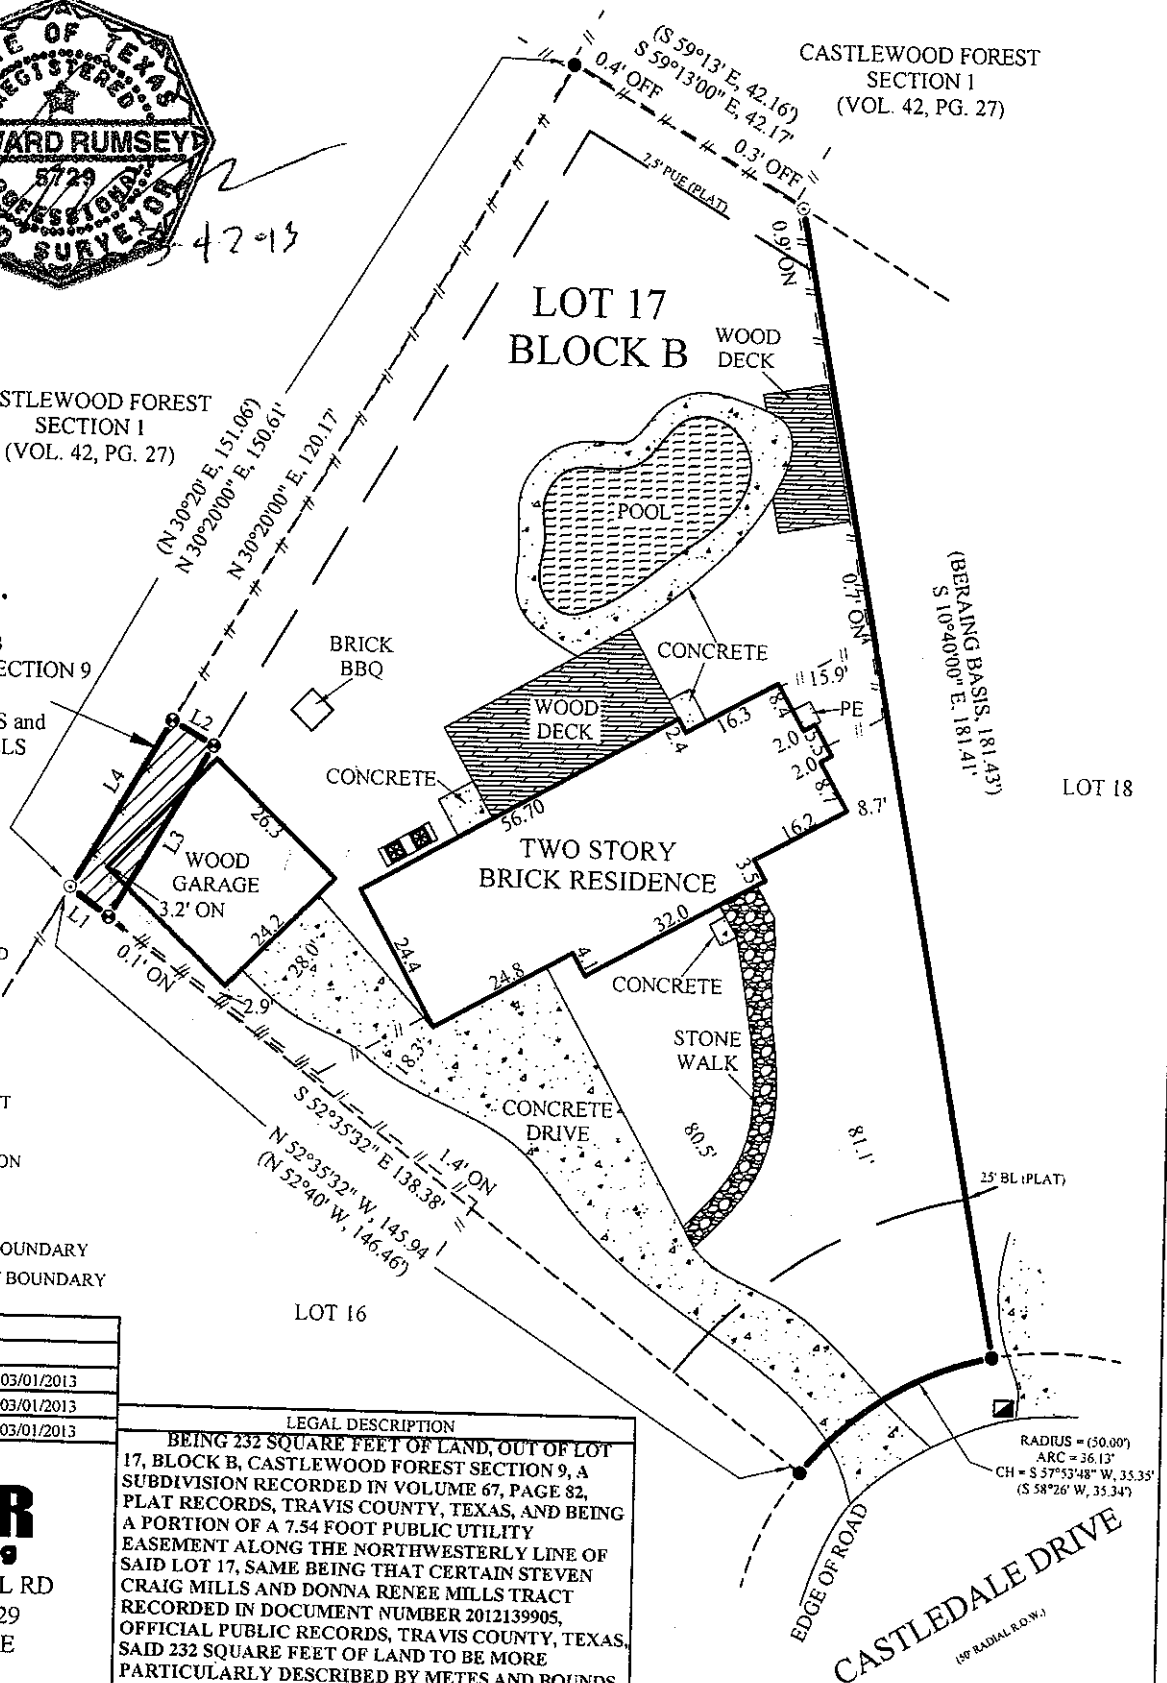 OF TEXAS
REGISTERED
WARD RUMSEY
5729
PROFESSIONAL
SURVEYOR
CASTLEWOOD FOREST
SECTION 1
(VOL. 42, PG. 27)
(S 59°13' E, 42.16')
S 59°13'00" E, 42.17'
0.4' OFF
0.3' OFF
7.5' PUE (PLAT)
0.9' ON
LOT 17
BLOCK B
WOOD
DECK
STLEWOOD FOREST
SECTION 1
(VOL. 42, PG. 27)
(N 30°20' E, 151.06')
N 30°20'00" E, 150.61'
N 30°20'00" E, 120.17'
POOL
(BERAING BASIS, 181.43')
S 10°40'00" E, 181.41'
0.7' ON
LOT 18
ECTION 9
S and
LS
BRICK
BBQ
CONCRETE
WOOD
DECK
15.9'
PE
8.4
16.3
2.4
2.0
5.5
2.0
8.7
8.7'
16.2
L2
L4
L3
L1
CONCRETE
56.70
TWO STORY
BRICK RESIDENCE
26.3
WOOD
GARAGE
3.2' ON
24.2
28.0'
24.4
24.8
4.1
32.0
3.5
0.1' ON
2.9'
18.3'
CONCRETE
STONE
WALK
CONCRETE
DRIVE
S 52°35'32" E 138.38'
1.4' ON
N 52°35'32" W, 145.94
(N 52°40' W, 146.46')
80.5'
81.1'
25' BL (PLAT)
T
ON
OUNDARY
BOUNDARY
LOT 16
03/01/2013
03/01/2013
03/01/2013
R
g
L RD
29
E
RADIUS = (50.00')
ARC = 36.13'
CH = S 57°53'48" W, 35.35'
(S 58°26' W, 35.34')
EDGE OF ROAD
CASTLEDALE DRIVE
(50' RADIAL R.O.W.)
LEGAL DESCRIPTION
BEING 232 SQUARE FEET OF LAND, OUT OF LOT
17, BLOCK B, CASTLEWOOD FOREST SECTION 9, A
SUBDIVISION RECORDED IN VOLUME 67, PAGE 82,
PLAT RECORDS, TRAVIS COUNTY, TEXAS, AND BEING
A PORTION OF A 7.54 FOOT PUBLIC UTILITY
EASEMENT ALONG THE NORTHWESTERLY LINE OF
SAID LOT 17, SAME BEING THAT CERTAIN STEVEN
CRAIG MILLS AND DONNA RENEE MILLS TRACT
RECORDED IN DOCUMENT NUMBER 2012139905,
OFFICIAL PUBLIC RECORDS, TRAVIS COUNTY, TEXAS,
SAID 232 SQUARE FEET OF LAND TO BE MORE
PARTICULARLY DESCRIBED BY METES AND BOUNDS